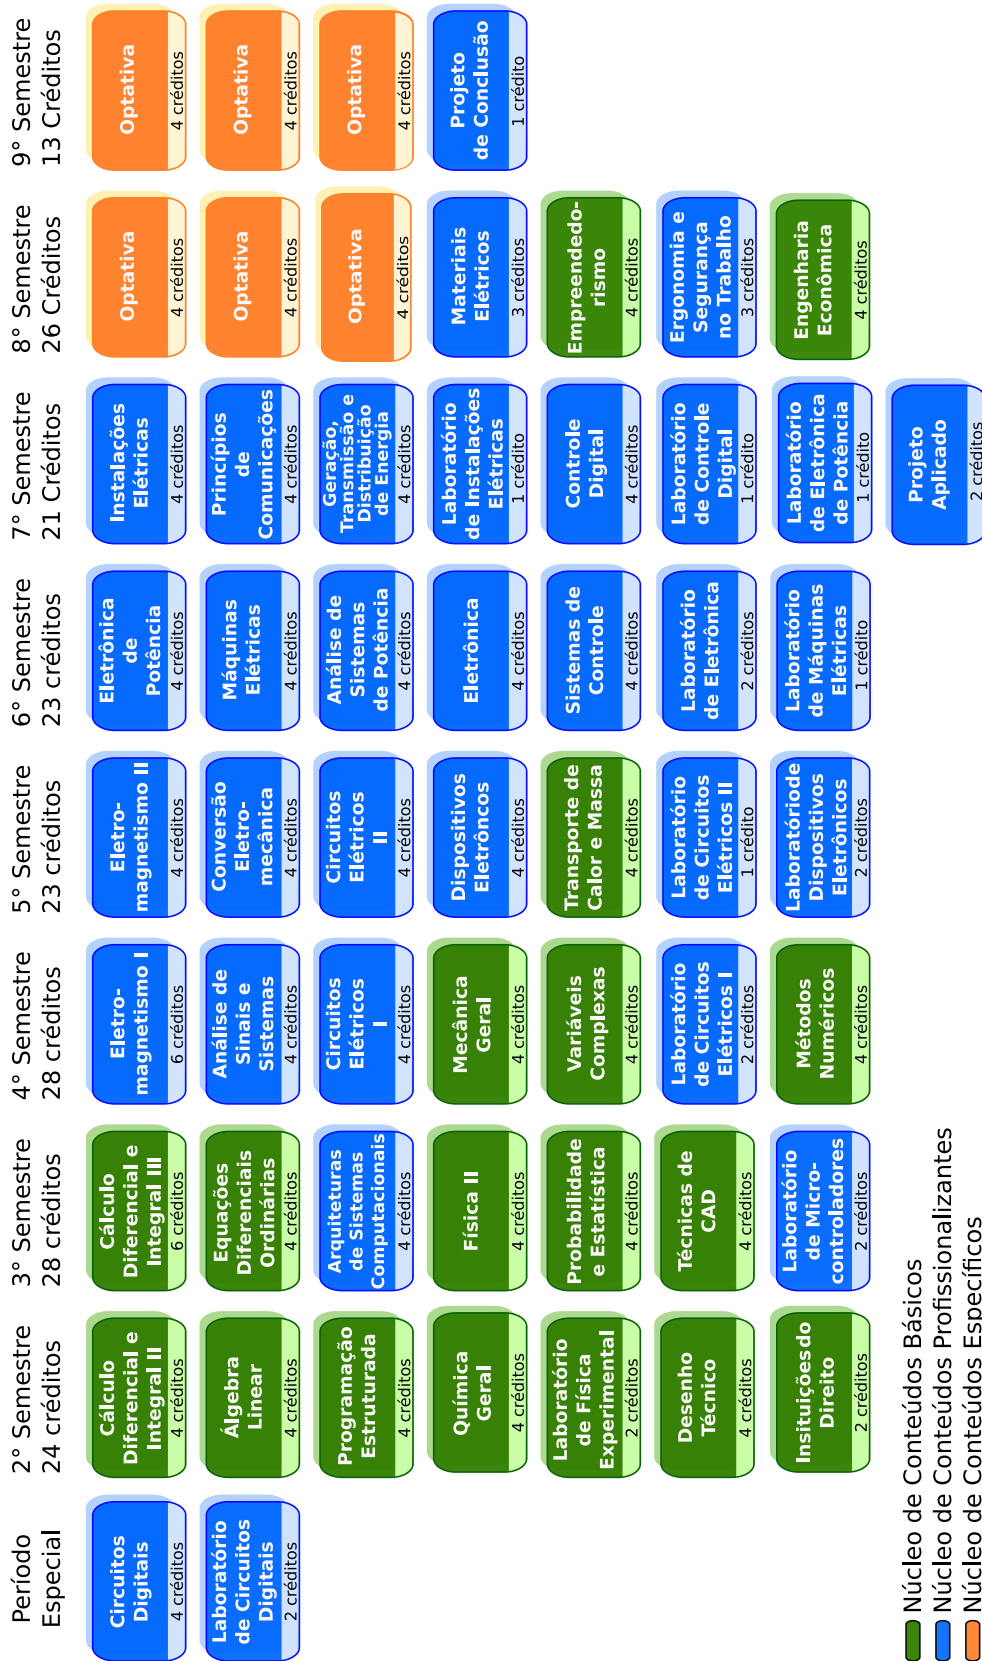 Período
Especial
Circuitos
Digitais
4 créditos
Laboratório
de Circuitos
Digitais
2 créditos
2° Semestre
24 créditos
Cálculo
Diferencial e
Integral II
4 créditos
Álgebra
Linear
4 créditos
Programação
Estruturada
4 créditos
Química
Geral
4 créditos
Laboratório
de Física
Experimental
2 créditos
Desenho
Técnico
4 créditos
Insituiçõesdo
Direito
2 créditos
3° Semestre
28 créditos
Cálculo
Diferencial e
Integral III
6 créditos
Equações
Diferenciais
Ordinárias
4 créditos
Arquiteturas
de Sistemas
Computacionais
4 créditos
Física II
4 créditos
Probabilidade
e Estatística
4 créditos
Técnicas de
CAD
4 créditos
Laboratório
de Micro-
controladores
2 créditos
4° Semestre
28 créditos
Eletro-
magnetismo I
6 créditos
Análise de
Sinais e
Sistemas
4 créditos
Circuitos
Elétricos
I
4 créditos
Mecânica
Geral
4 créditos
Variáveis
Complexas
4 créditos
Laboratório
de Circuitos
Elétricos I
2 créditos
Métodos
Numéricos
4 créditos
5° Semestre
23 créditos
Eletro-
magnetismo II
4 créditos
Conversão
Eletro-
mecânica
4 créditos
Circuitos
Elétricos
II
4 créditos
Dispositivos
Eletrôncos
4 créditos
Transporte de
Calor e Massa
4 créditos
Laboratório
de Circuitos
Elétricos II
1 crédito
Laboratóriode
Dispositivos
Eletrônicos
2 créditos
6° Semestre
23 créditos
Eletrônica
de
Potência
4 créditos
Máquinas
Elétricas
4 créditos
Análise de
Sistemas
de Potência
4 créditos
Eletrônica
4 créditos
Sistemas de
Controle
4 créditos
Laboratório
de Eletrônica
2 créditos
Laboratório
de Máquinas
Elétricas
1 crédito
7° Semestre
21 Créditos
Instalações
Elétricas
4 créditos
Princípios
de
Comunicações
4 créditos
Geração,
Transmissão e
Distribuição
de Energia
4 créditos
Laboratório
de Instalações
Elétricas
1 crédito
Controle
Digital
4 créditos
Laboratório
de Controle
Digital
1 crédito
Laboratório
de Eletrônica
de Potência
1 crédito
Projeto
Aplicado
2 créditos
8° Semestre
26 Créditos
Optativa
4 créditos
Optativa
4 créditos
Optativa
4 créditos
Materiais
Elétricos
3 créditos
Empreendedo-
rismo
4 créditos
Ergonomia e
Segurança
no Trabalho
3 créditos
Engenharia
Econômica
4 créditos
9° Semestre
13 Créditos
Optativa
4 créditos
Optativa
4 créditos
Optativa
4 créditos
Projeto
de Conclusão
1 crédito
Núcleo de Conteúdos Básicos
Núcleo de Conteúdos Profissionalizantes
Núcleo de Conteúdos Específicos